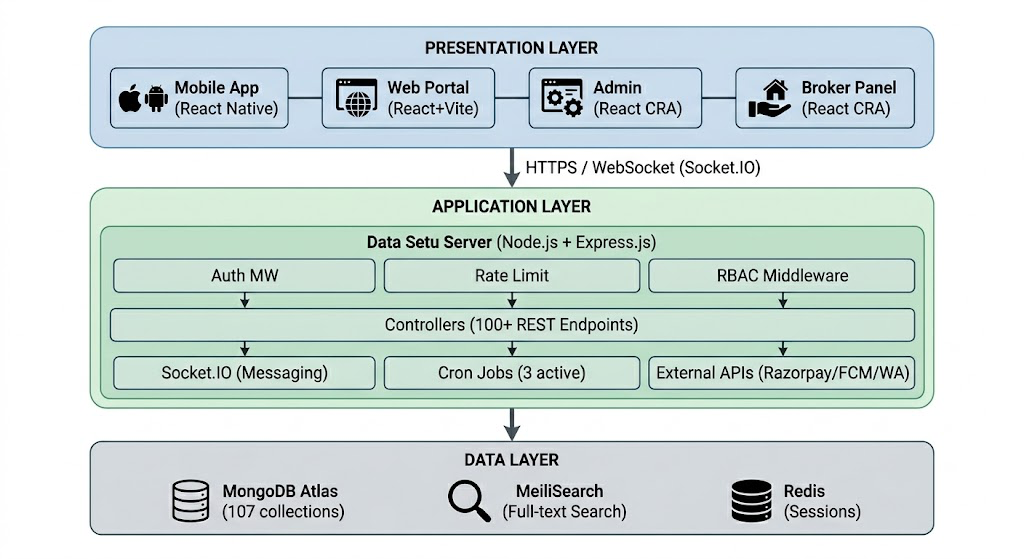 PRESENTATION LAYER
Mobile App
(React Native)
Web Portal
(React+Vite)
Admin
(React CRA)
Broker Panel
(React CRA)
HTTPS / WebSocket (Socket.IO)
APPLICATION LAYER
Data Setu Server (Node.js + Express.js)
Auth MW
Rate Limit
RBAC Middleware
Controllers (100+ REST Endpoints)
Socket.IO (Messaging)
Cron Jobs (3 active)
External APIs (Razorpay/FCM/WA)
DATA LAYER
MongoDB Atlas
(107 collections)
MeiliSearch
(Full-text Search)
Redis
(Sessions)